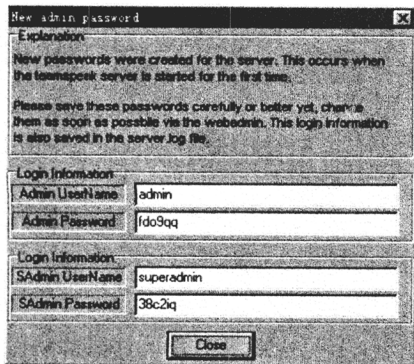 New admin password
Explanation
New passwords were created for the server. This occurs when
the teamspeak server is started for the first time.
Please save these passwords carefully or better yet, change
them as soon as possbile via the webadmin. This login information
is also saved in the server.log file.
Login Information
Admin UserName admin
Admin Password fdo9qq
Login Information
SAdmin UserName superadmin
SAdmin Password 38c2iq
Close